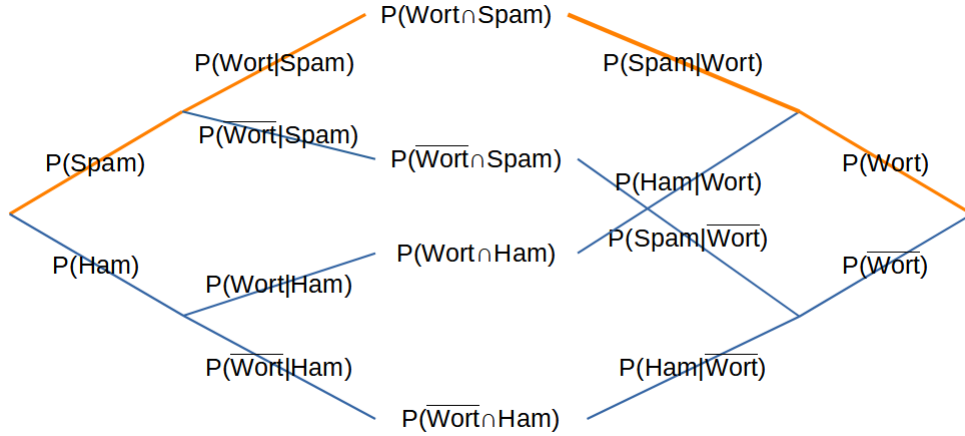 P(Wort∩Spam)
P(Wort|Spam)
P(Spam|Wort)
P(W̅o̅r̅t̅|Spam)
P(Spam)
P(W̅o̅r̅t̅∩Spam)
P(Wort)
P(Ham|Wort)
P(Spam|W̅o̅r̅t̅)
P(Wort∩Ham)
P(Ham)
P(W̅o̅r̅t̅)
P(Wort|Ham)
P(W̅o̅r̅t̅|Ham)
P(Ham|W̅o̅r̅t̅)
P(W̅o̅r̅t̅∩Ham)